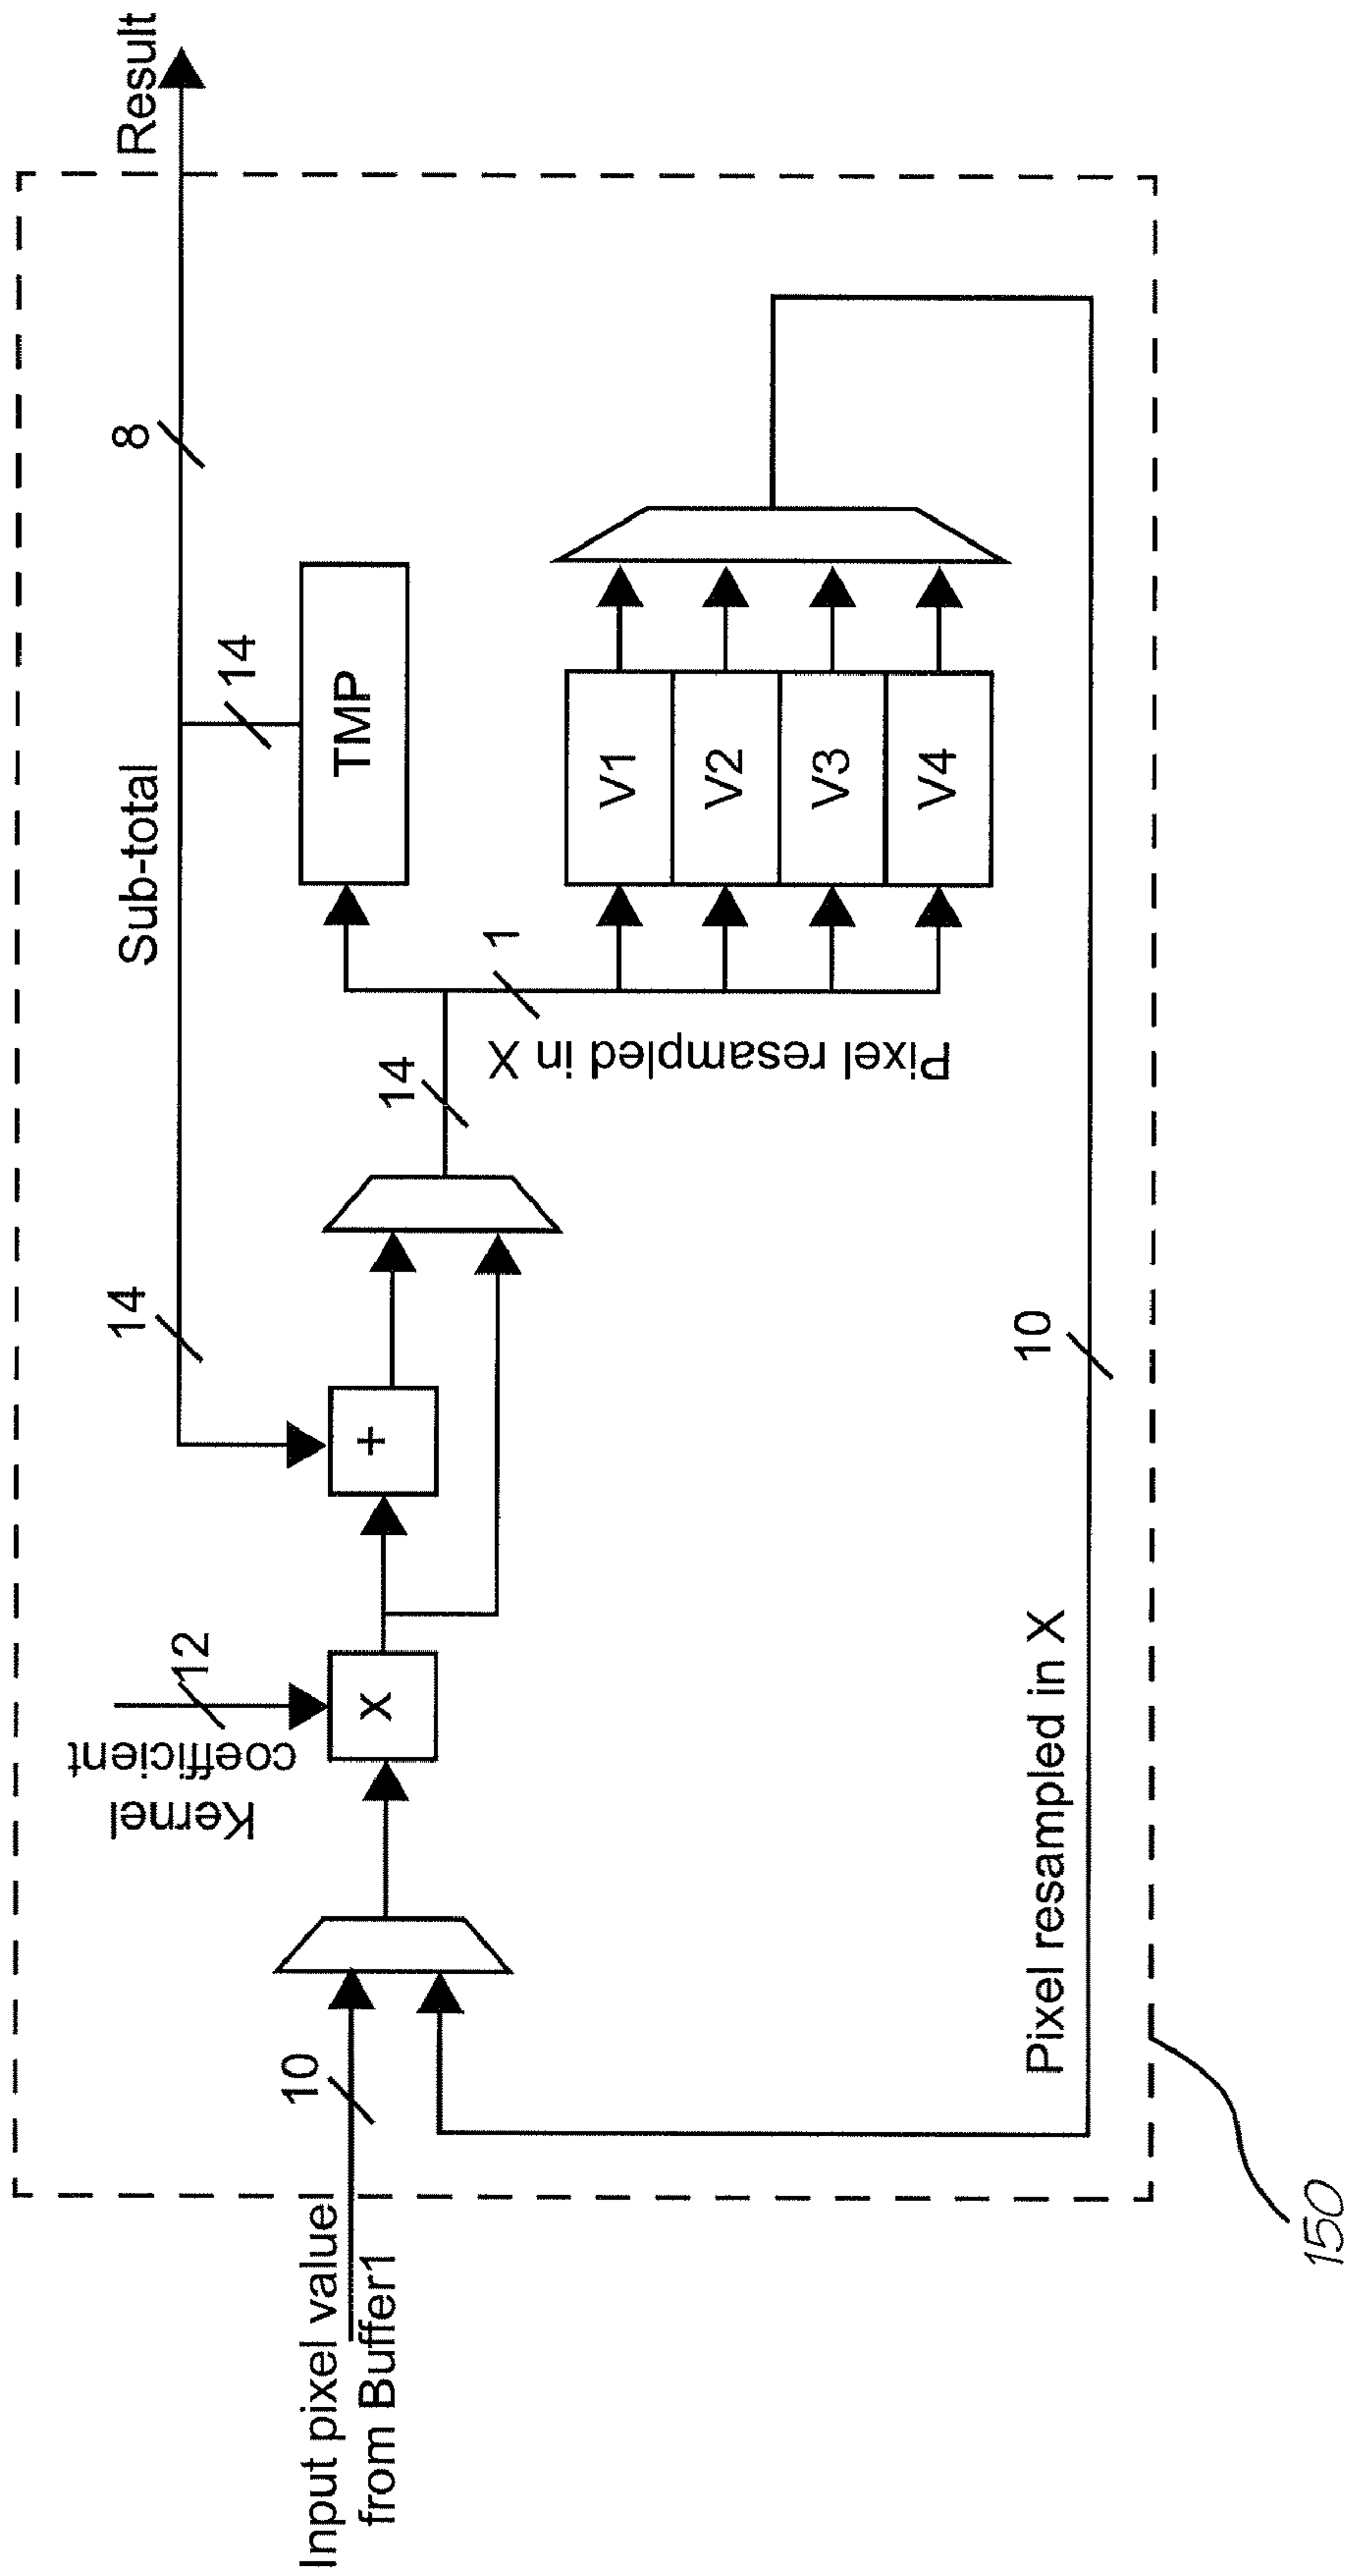 Result
8
Sub-total
14
14
TMP
V1
V2
V3
V4
1
Pixel resampled in X
14
+
12
Kernel
coefficient
X
10
Input pixel value
from Buffer1
10
Pixel resampled in X
150